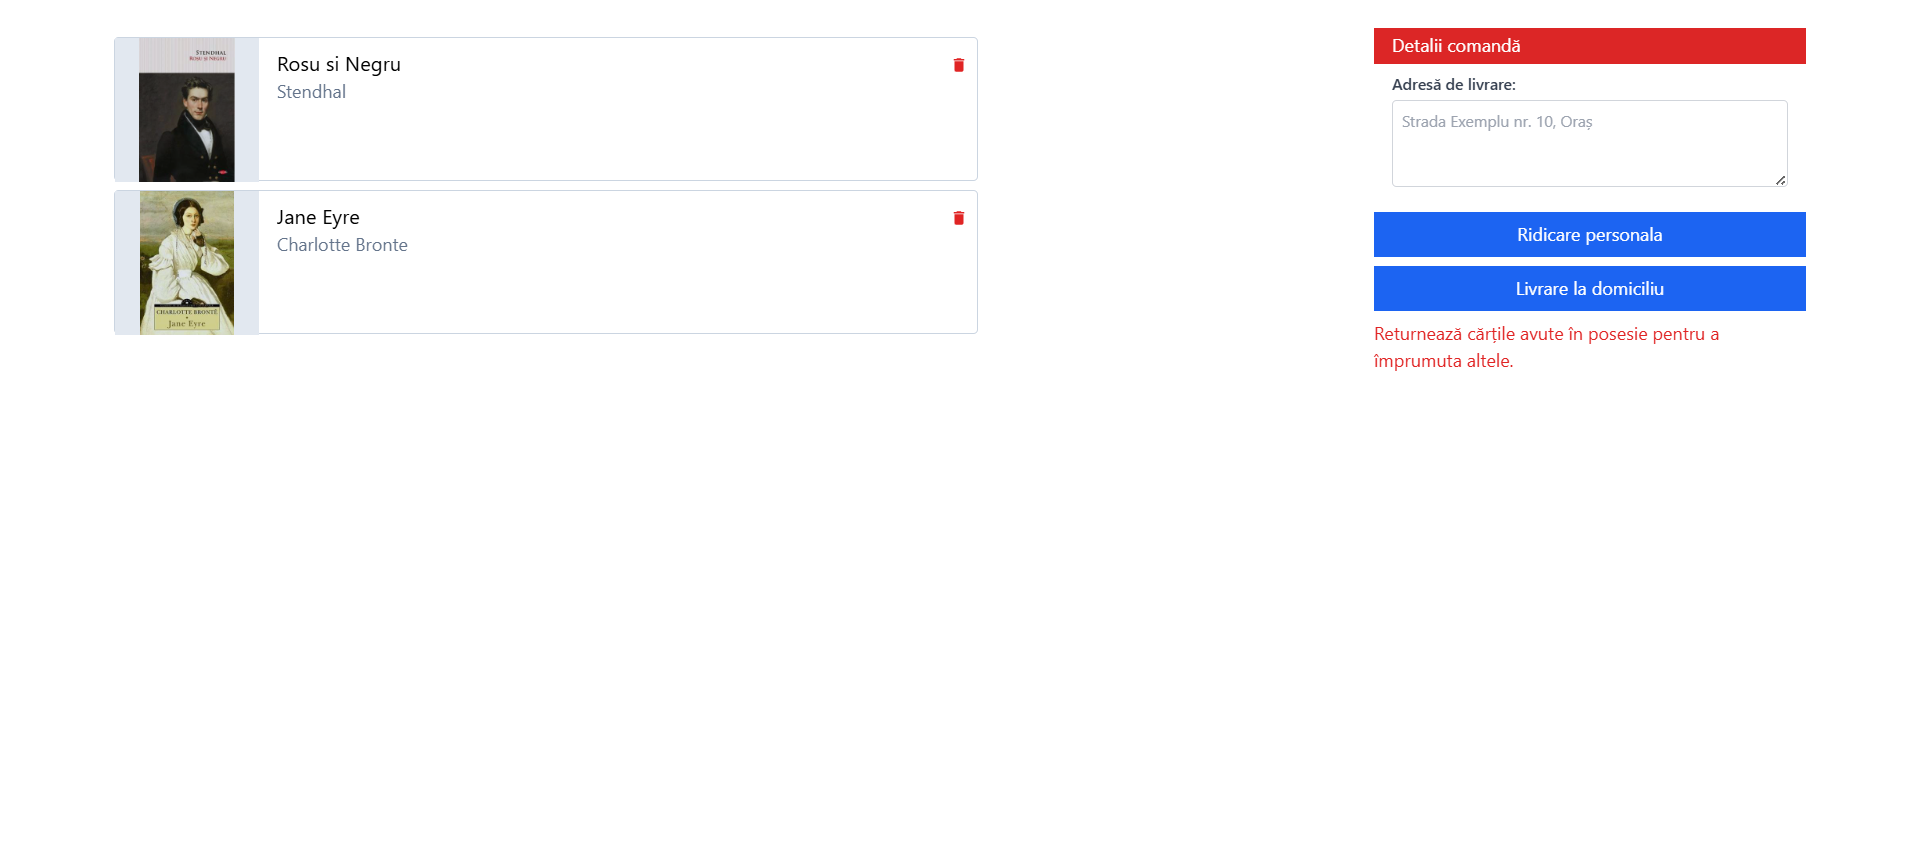 STENDHAL
ROSU SI NEGRU
Rosu si Negru
Stendhal
CHARLOTTE BRONTË
Jane Eyre
Jane Eyre
Charlotte Bronte
Detalii comandă
Adresă de livrare:
Strada Exemplu nr. 10, Oraș
Ridicare personala
Livrare la domiciliu
Returnează cărțile avute în posesie pentru a
împrumuta altele.